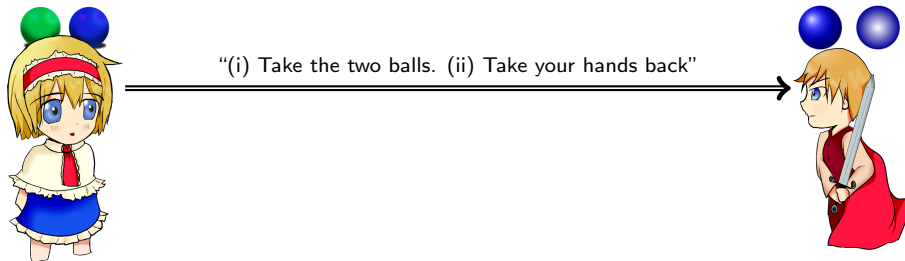 “(i) Take the two balls. (ii) Take your hands back”